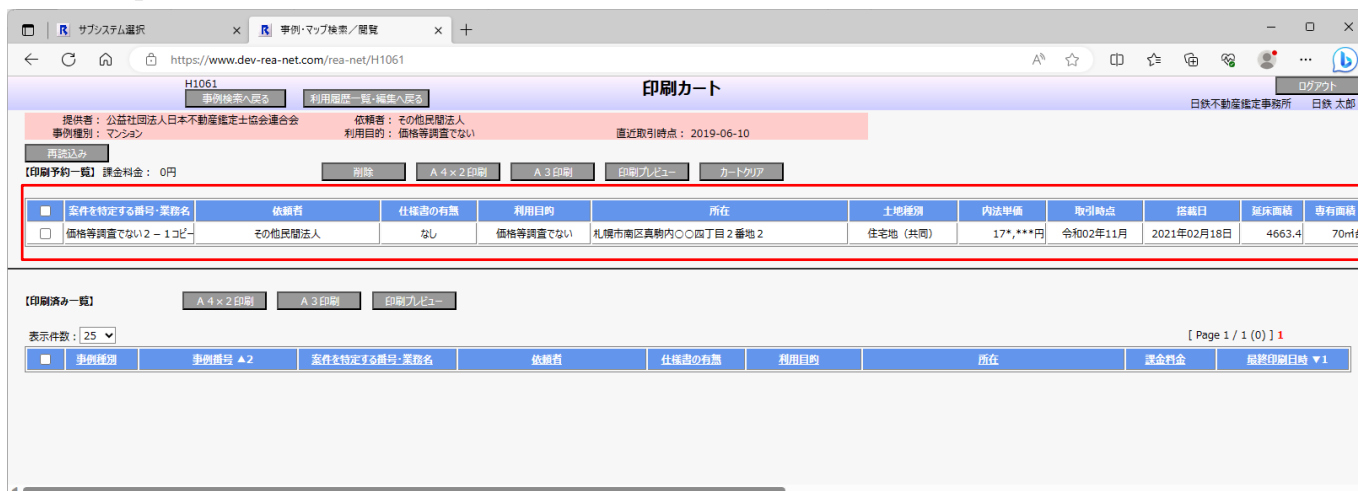 サブシステム選択
事例・マップ検索／閲覧
https://www.dev-rea-net.com/rea-net/H1061
H1061
印刷カート
ログアウト
事例検索へ戻る 利用履歴一覧・編集へ戻る
日鉄不動産鑑定事務所 日鉄 太郎
提供者： 公益社団法人日本不動産鑑定士協会連合会 依頼者： その他民間法人
事例種別： マンション 利用目的： 価格等調査でない 直近取引時点： 2019-06-10
再読込み
【印刷予約一覧】 課金料金： 0円 削除 Ａ４×２印刷 Ａ３印刷 印刷プレビュー カートクリア
案件を特定する番号・業務名 依頼者 仕様書の有無 利用目的 所在 土地種別 内法単価 取引時点 搭載日 延床面積 専有面積
価格等調査でない２－１コピー その他民間法人 なし 価格等調査でない 札幌市南区真駒内○○四丁目２番地２ 住宅地（共同） 17*,***円 令和02年11月 2021年02月18日 4663.4 70㎡
【印刷済み一覧】 Ａ４×２印刷 Ａ３印刷 印刷プレビュー
表示件数： 25
[ Page 1 / 1 (0) ] 1
事例種別 事例番号 ▲2 案件を特定する番号・業務名 依頼者 仕様書の有無 利用目的 所在 課金料金 最終印刷日時 ▼1